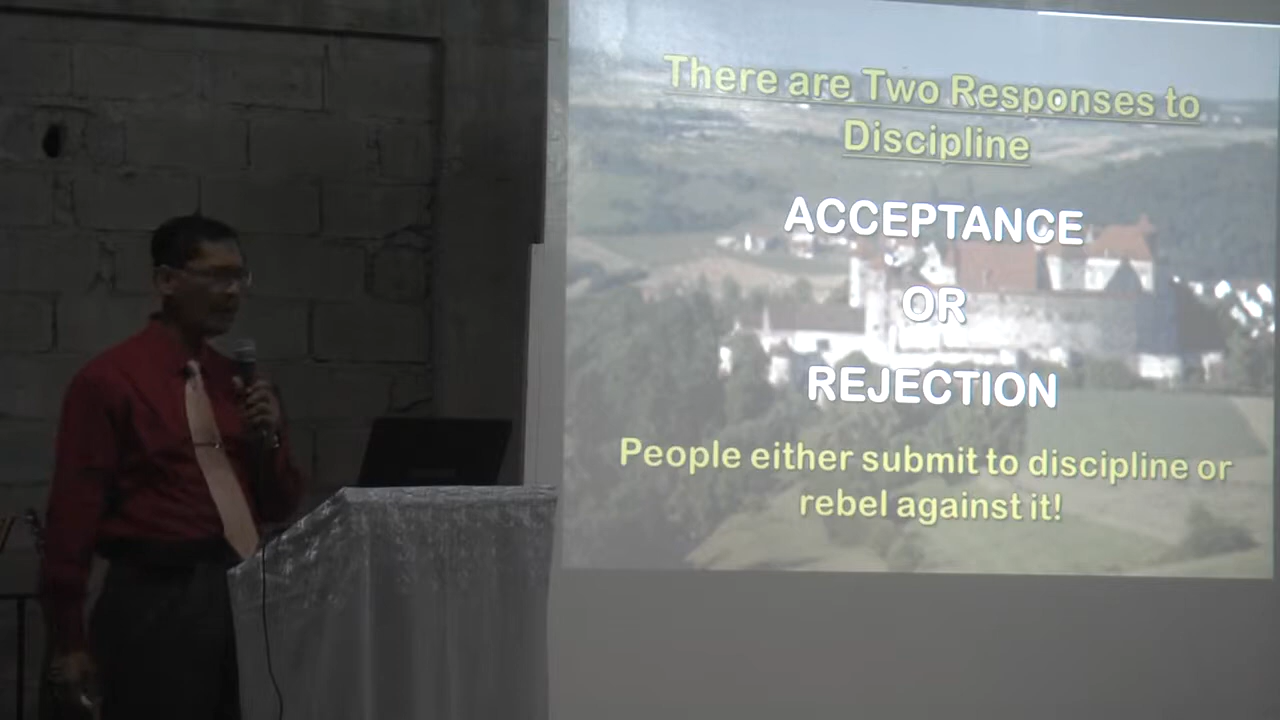 There are Two Responses to
Discipline
ACCEPTANCE
OR
REJECTION
People either submit to discipline or
rebel against it!